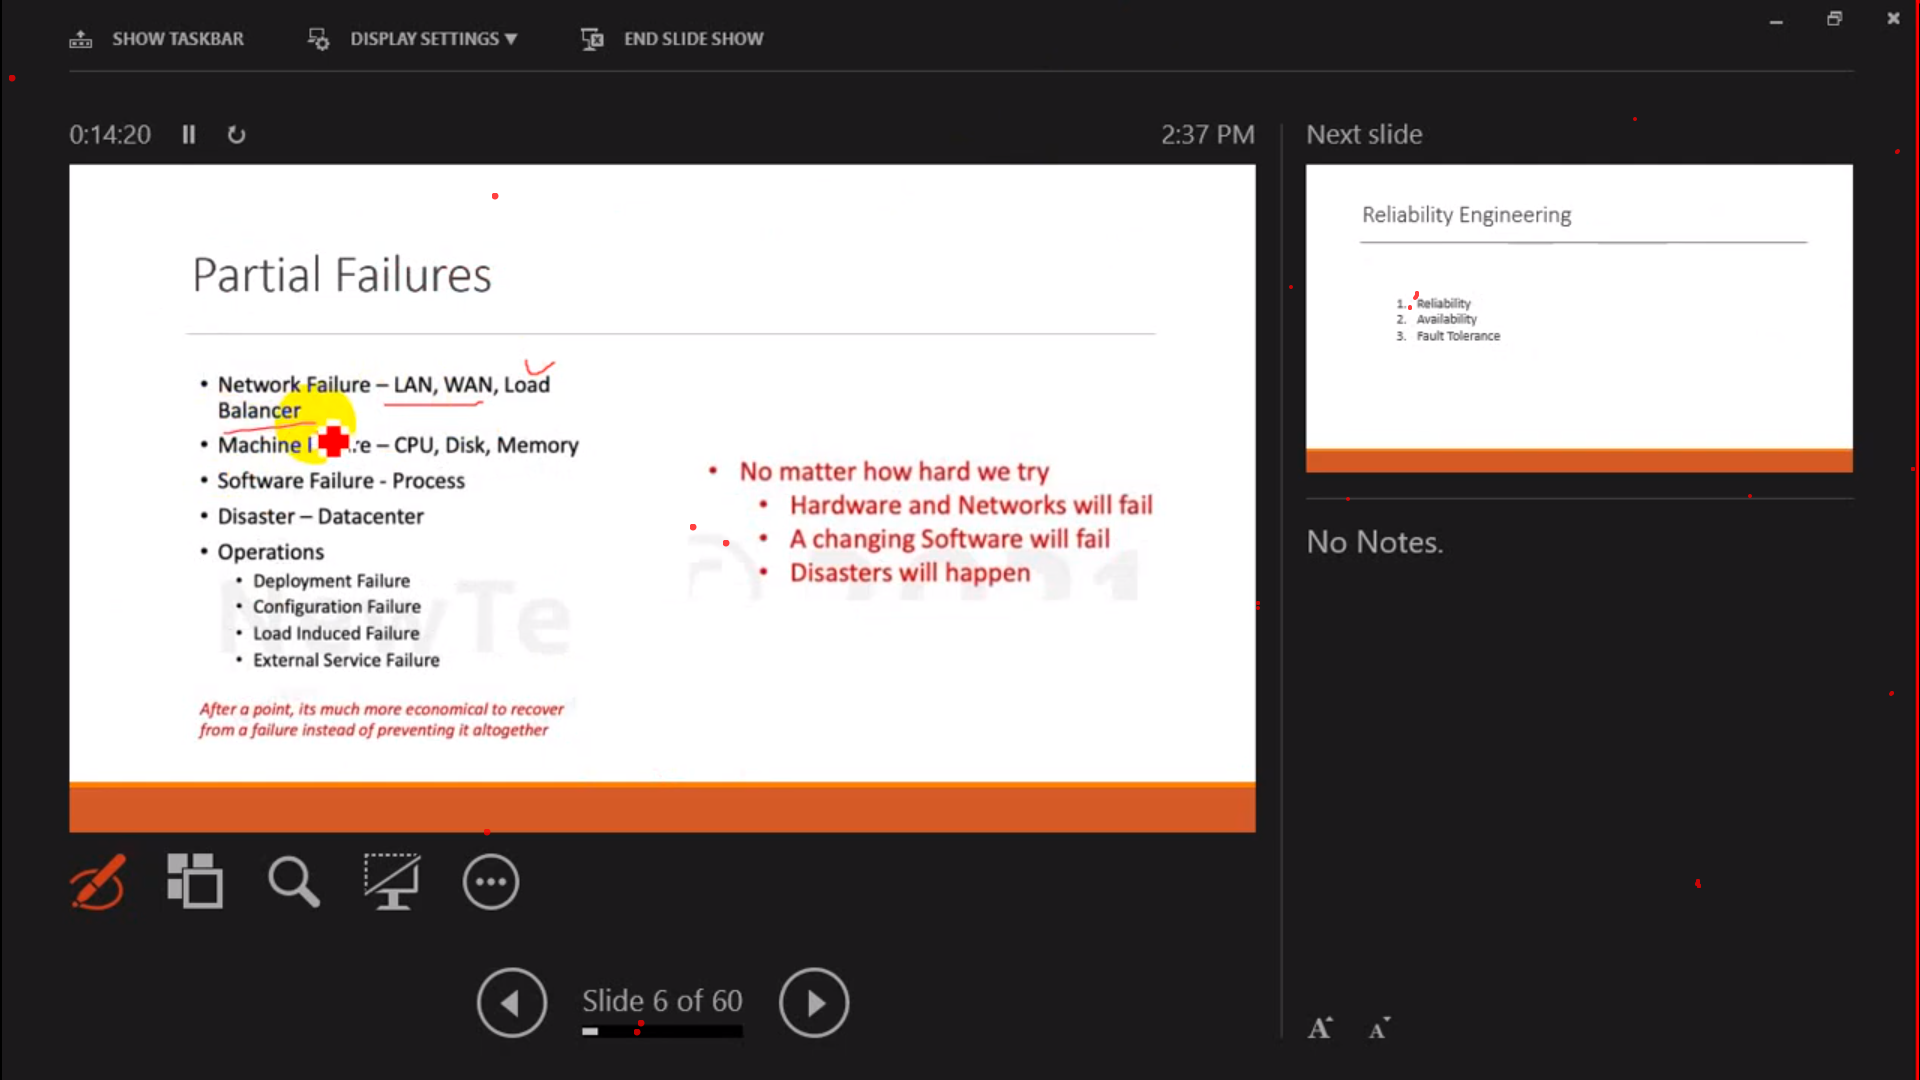 SHOW TASKBAR
DISPLAY SETTINGS ▼
END SLIDE SHOW
0:14:20
2:37 PM
Next slide
Partial Failures
• Network Failure – LAN, WAN, Load
Balancer
• Machine – CPU, Disk, Memory
• Software Failure - Process
• Disaster – Datacenter
• Operations
• Deployment Failure
• Configuration Failure
• Load Induced Failure
• External Service Failure
After a point, its much more economical to recover
from a failure instead of preventing it altogether
• No matter how hard we try
• Hardware and Networks will fail
• A changing Software will fail
• Disasters will happen
NewTe
Reliability Engineering
1. Reliability
2. Availability
3. Fault Tolerance
No Notes.
Slide 6 of 60
A A